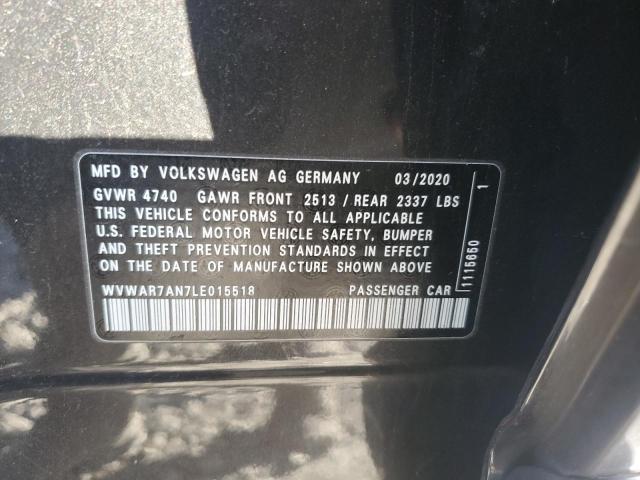 MFD BY VOLKSWAGEN AG GERMANY 03/2020
GVWR 4740 GAWR FRONT 2513 / REAR 2337 LBS
THIS VEHICLE CONFORMS TO ALL APPLICABLE
U.S. FEDERAL MOTOR VEHICLE SAFETY, BUMPER
AND THEFT PREVENTION STANDARDS IN EFFECT
ON THE DATE OF MANUFACTURE SHOWN ABOVE.
WVWAR7AN7LE015518 PASSENGER CAR
1115650 1